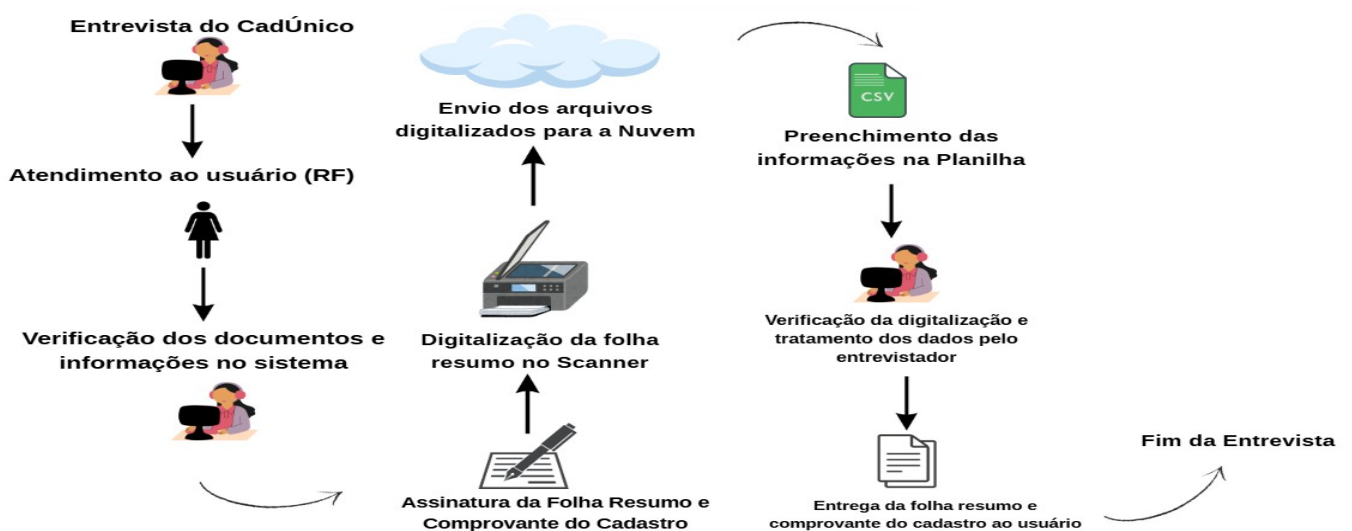 Entrevista do CadÚnico
Atendimento ao usuário (RF)
Verificação dos documentos e
informações no sistema
Assinatura da Folha Resumo e
Comprovante do Cadastro
Digitalização da folha
resumo no Scanner
Envio dos arquivos
digitalizados para a Nuvem
CSV
Preenchimento das
informações na Planilha
Verificação da digitalização e
tratamento dos dados pelo
entrevistador
Entrega da folha resumo e
comprovante do cadastro ao usuário
Fim da Entrevista